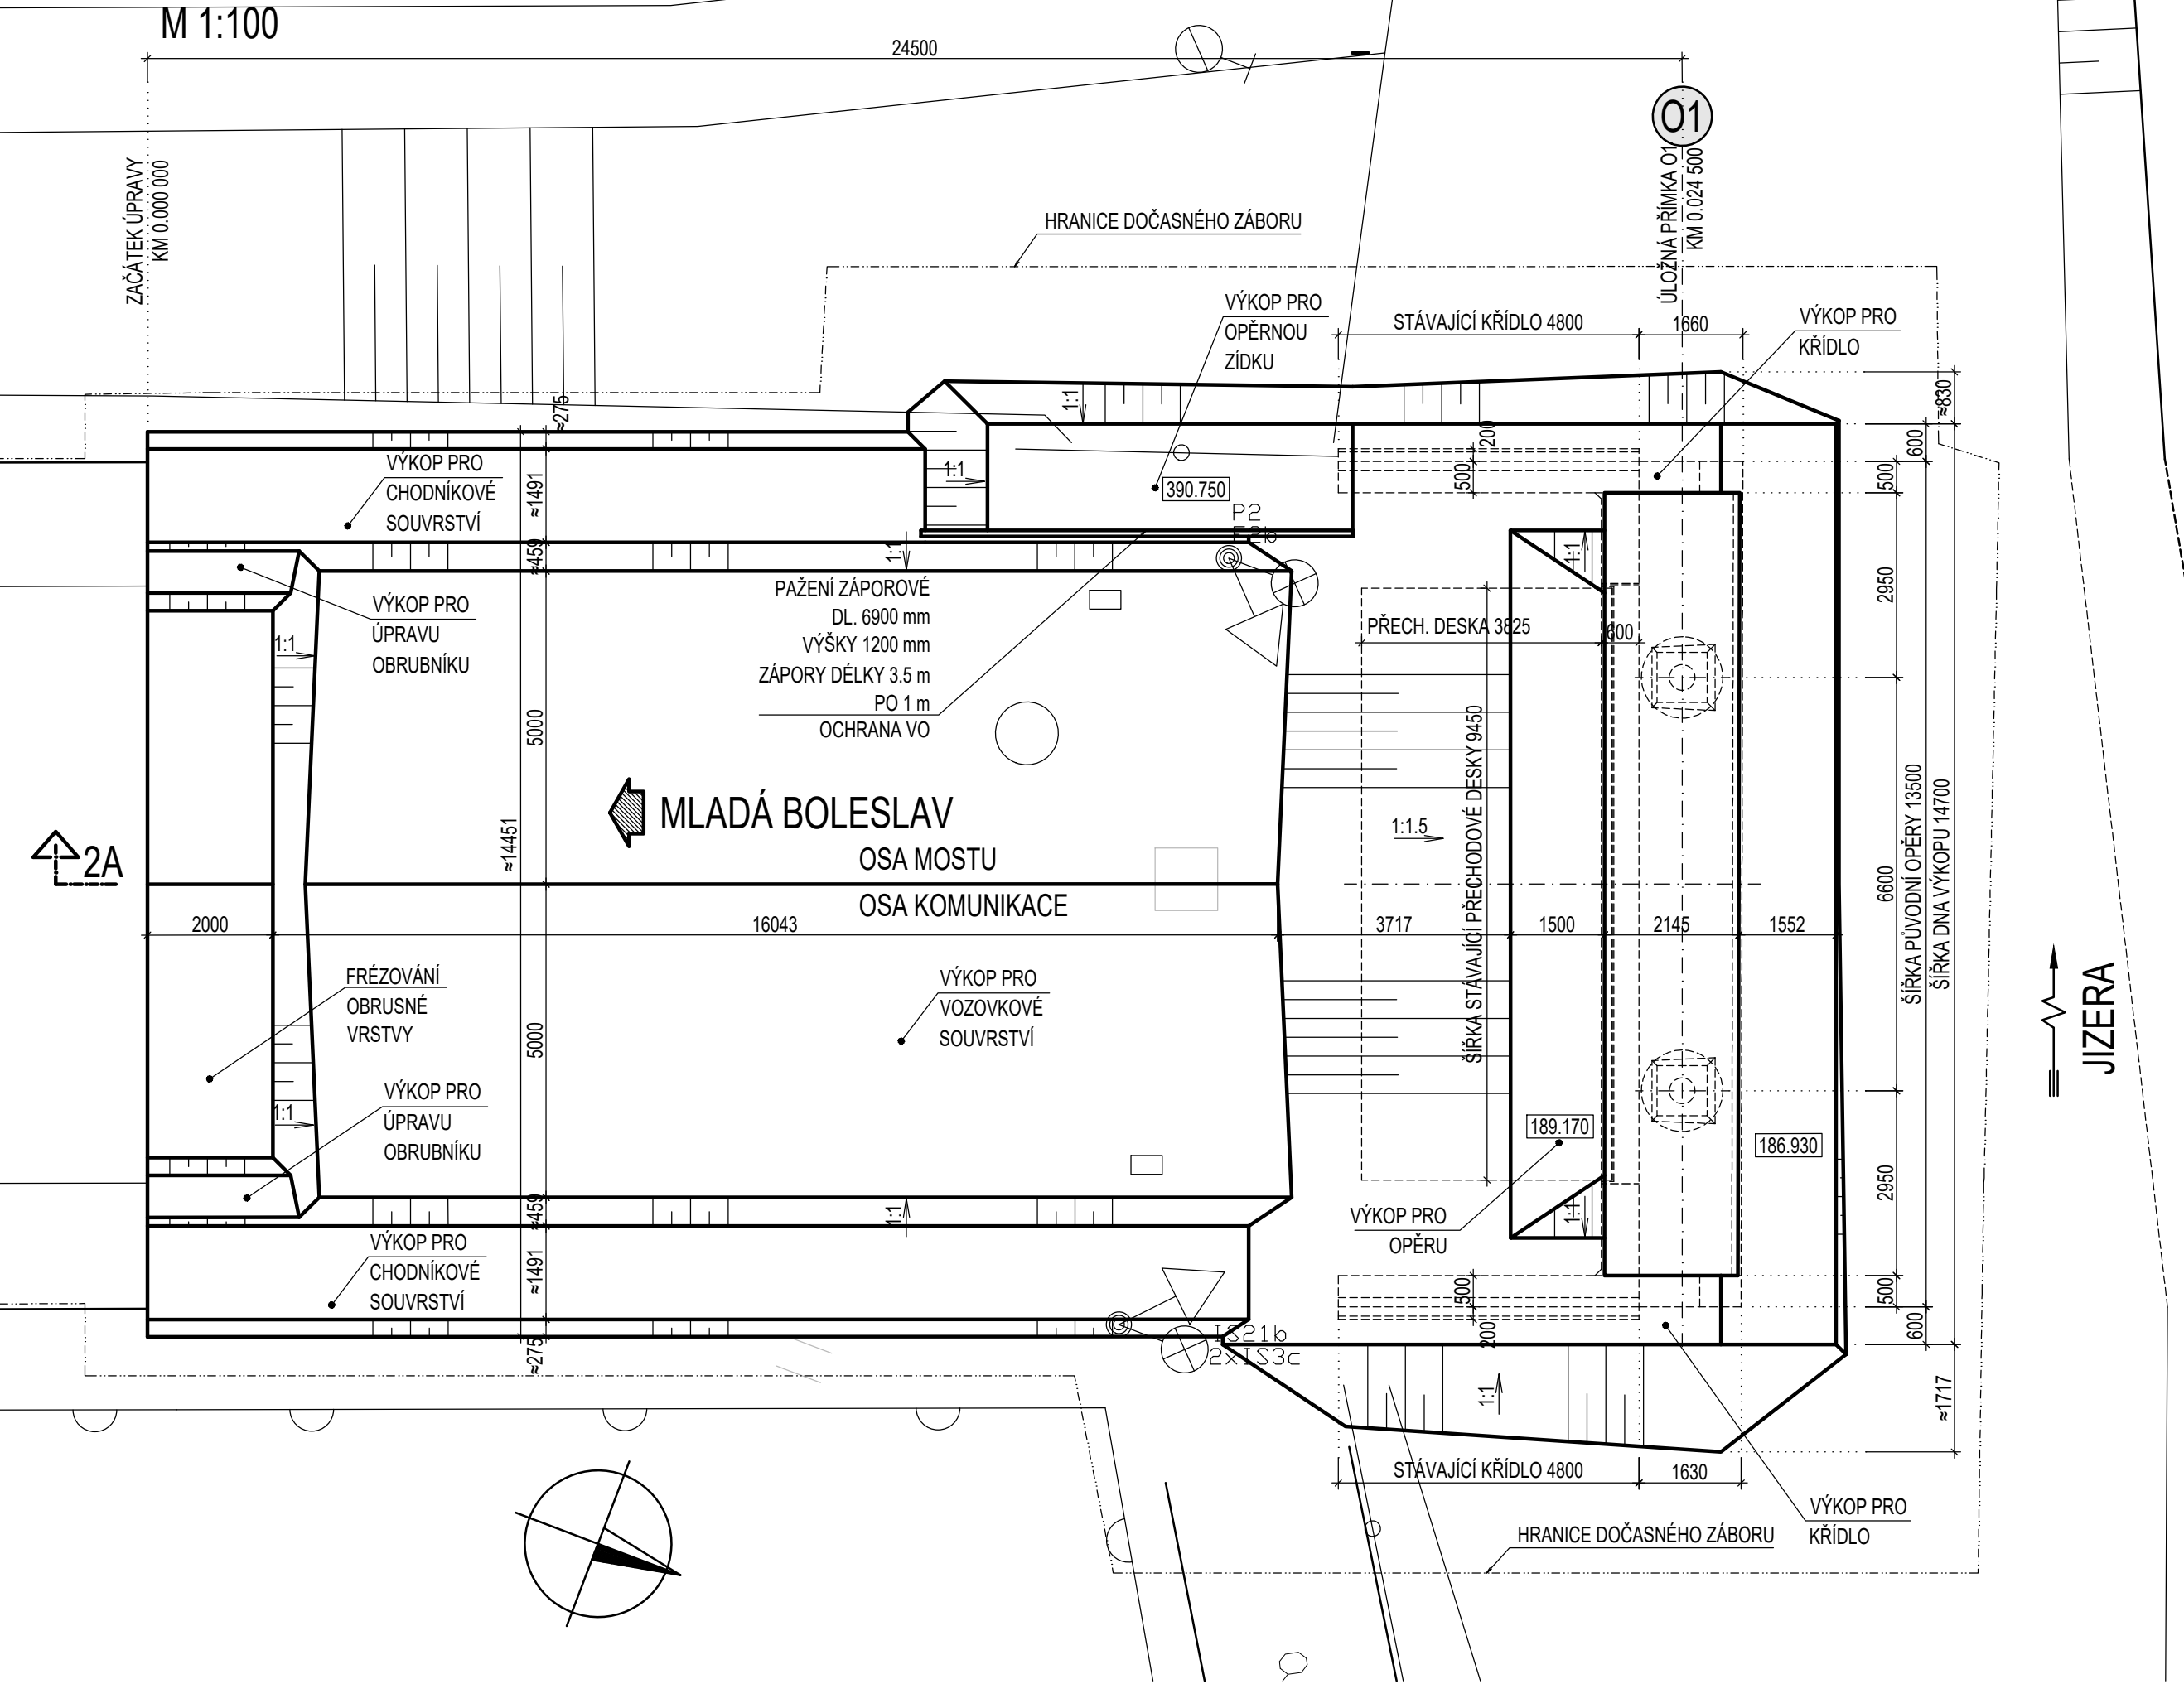 M 1:100
24500
O1
ZAČÁTEK ÚPRAVY
KM 0.000 000
ÚLOŽNÁ PŘÍMKA O1
KM 0.024 500
HRANICE DOČASNÉHO ZÁBORU
VÝKOP PRO
OPĚRNOU
ZÍDKU
STÁVAJÍCÍ KŘÍDLO 4800
1660
VÝKOP PRO
KŘÍDLO
≈275
1:1
≈830
200
600
VÝKOP PRO
CHODNÍKOVÉ
SOUVRSTVÍ
≈1491
1:1
390.750
500
500
P2
≈459
1:1
1:1
PAŽENÍ ZÁPOROVÉ
DL. 6900 mm
VÝŠKY 1200 mm
ZÁPORY DÉLKY 3.5 m
PO 1 m
OCHRANA VO
2950
VÝKOP PRO
ÚPRAVU
OBRUBNÍKU
1:1
PŘECH. DESKA 3825
600
5000
ŠÍŘKA STÁVAJÍCÍ PŘECHODOVÉ DESKY 9450
MLADÁ BOLESLAV
≈14451
1:1.5
2A
OSA MOSTU
OSA KOMUNIKACE
6600
ŠÍŘKA PŮVODNÍ OPĚRY 13500
ŠÍŘKA DNA VÝKOPU 14700
2000
16043
3717
1500
2145
1552
FRÉZOVÁNÍ
OBRUSNÉ
VRSTVY
VÝKOP PRO
VOZOVKOVÉ
SOUVRSTVÍ
5000
JIZERA
VÝKOP PRO
ÚPRAVU
OBRUBNÍKU
1:1
189.170
186.930
2950
≈459
1:1
1:1
VÝKOP PRO
OPĚRU
VÝKOP PRO
CHODNÍKOVÉ
SOUVRSTVÍ
≈1491
500
500
IS21b
2xIS3c
200
600
≈275
1:1
≈1717
STÁVAJÍCÍ KŘÍDLO 4800
1630
VÝKOP PRO
KŘÍDLO
HRANICE DOČASNÉHO ZÁBORU